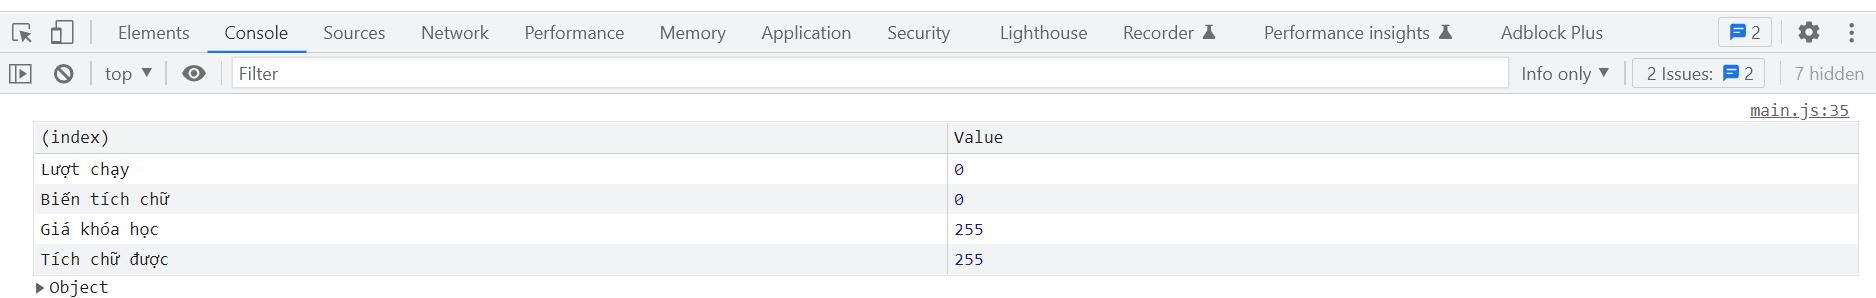 Elements Console Sources Network Performance Memory Application Security Lighthouse Recorder Performance insights Adblock Plus 2
top Filter Info only 2 Issues: 2 7 hidden
main.js:35
(index) Value
Lượt chạy 0
Biến tích chữ 0
Giá khóa học 255
Tích chữ được 255
Object